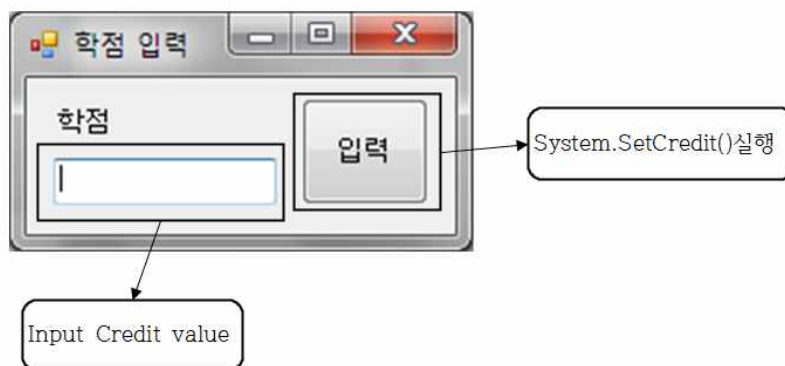 학점 입력
학점
입력
System.SetCredit()실행
Input Credit value